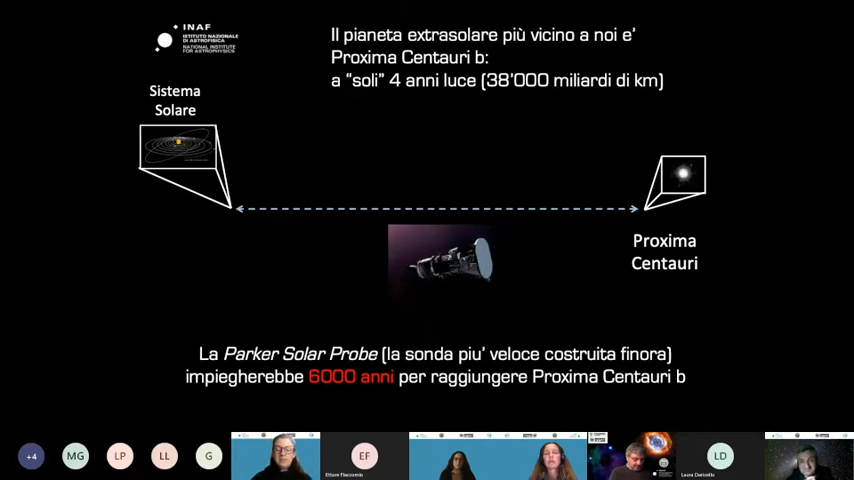 INAF
ISTITUTO NAZIONALE
DI ASTROFISICA
NATIONAL INSTITUTE
FOR ASTROPHYSICS
Il pianeta extrasolare più vicino a noi e'
Proxima Centauri b:
a "soli" 4 anni luce (38'000 miliardi di km)
Sistema
Solare
Proxima
Centauri
La Parker Solar Probe (la sonda piu' veloce costruita finora)
impiegherebbe 6000 anni per raggiungere Proxima Centauri b
+4
MG
LP
LL
G
EF
Ettore Flaccomio
LD
Laura Daricello